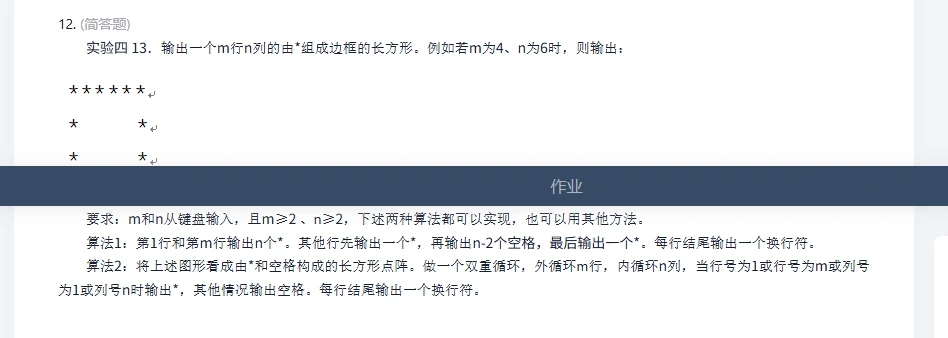 12. (简答题)
实验四 13. 输出一个m行n列的由*组成边框的长方形。例如若m为4、n为6时，则输出：
******↵
*     *↵
*     *↵
作业
要求：m和n从键盘输入，且m≥2 、n≥2，下述两种算法都可以实现，也可以用其他方法。
算法1：第1行和第m行输出n个*。其他行先输出一个*，再输出n-2个空格，最后输出一个*。每行结尾输出一个换行符。
算法2：将上述图形看成由*和空格构成的长方形点阵。做一个双重循环，外循环m行，内循环n列，当行号为1或行号为m或列号
为1或列号n时输出*，其他情况输出空格。每行结尾输出一个换行符。